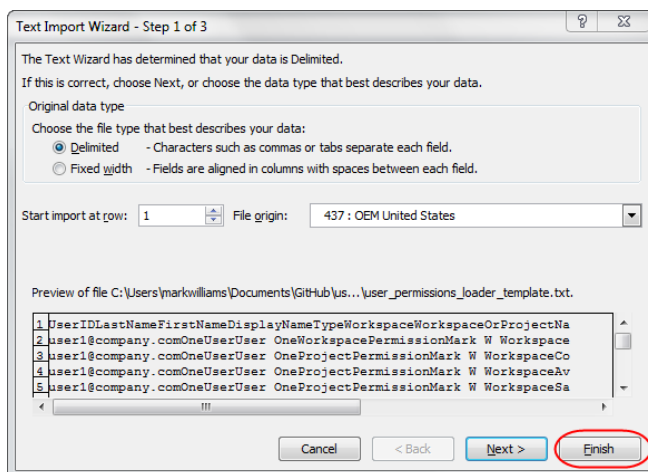 Text Import Wizard - Step 1 of 3
The Text Wizard has determined that your data is Delimited.
If this is correct, choose Next, or choose the data type that best describes your data.
Original data type
Choose the file type that best describes your data:
Delimited - Characters such as commas or tabs separate each field.
Fixed width - Fields are aligned in columns with spaces between each field.
Start import at row: 1 File origin: 437 : OEM United States
Preview of file C:\Users\markwilliams\Documents\GitHub\us...\user_permissions_loader_template.txt.
1 UserIDLastNameFirstNameDisplayNameTypeWorkspaceWorkspaceOrProjectNa
2 user1@company.comOneUserUser OneWorkspacePermissionMark W Workspace
3 user1@company.comOneUserUser OneProjectPermissionMark W WorkspaceCo
4 user1@company.comOneUserUser OneProjectPermissionMark W WorkspaceAv
5 user1@company.comOneUserUser OneProjectPermissionMark W WorkspaceSa
Cancel < Back Next > Finish